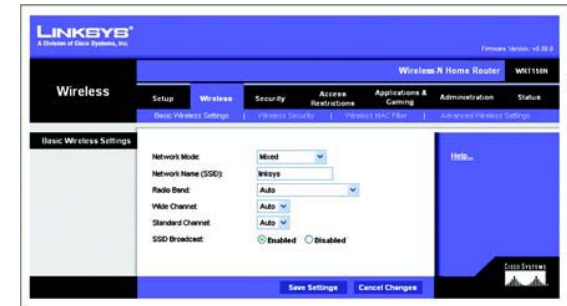 LINKSYS®
A Division of Cisco Systems, Inc.
Firmware Version:
Wireless-N Home Router WRT150N
Wireless
Setup Wireless Security Access Restrictions Applications & Gaming Administration Status
Basic Wireless Settings | Wireless Security | Wireless MAC Filter | Advanced Wireless Settings
Basic Wireless Settings
Network Mode: Mixed
Help...
Network Name (SSID): linksys
Radio Band: Auto
Wide Channel: Auto
Standard Channel: Auto
SSID Broadcast: Enabled Disabled
Save Settings Cancel Changes
CISCO SYSTEMS